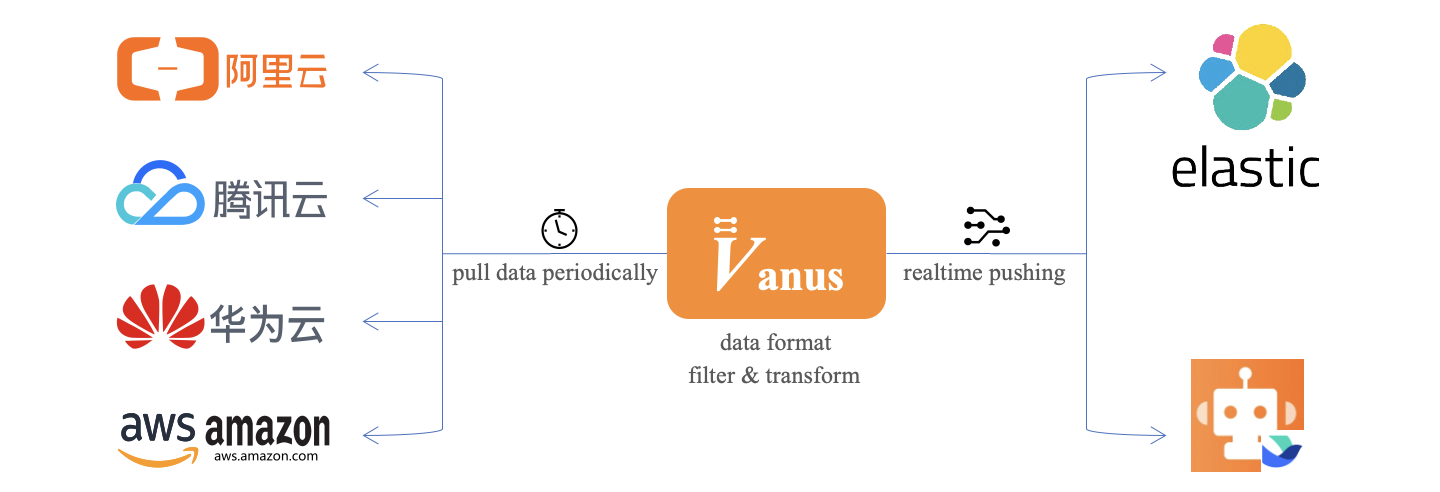 阿里云
腾讯云
华为云
aws amazon
aws.amazon.com
pull data periodically
Vanus
data format
filter & transform
realtime pushing
elastic